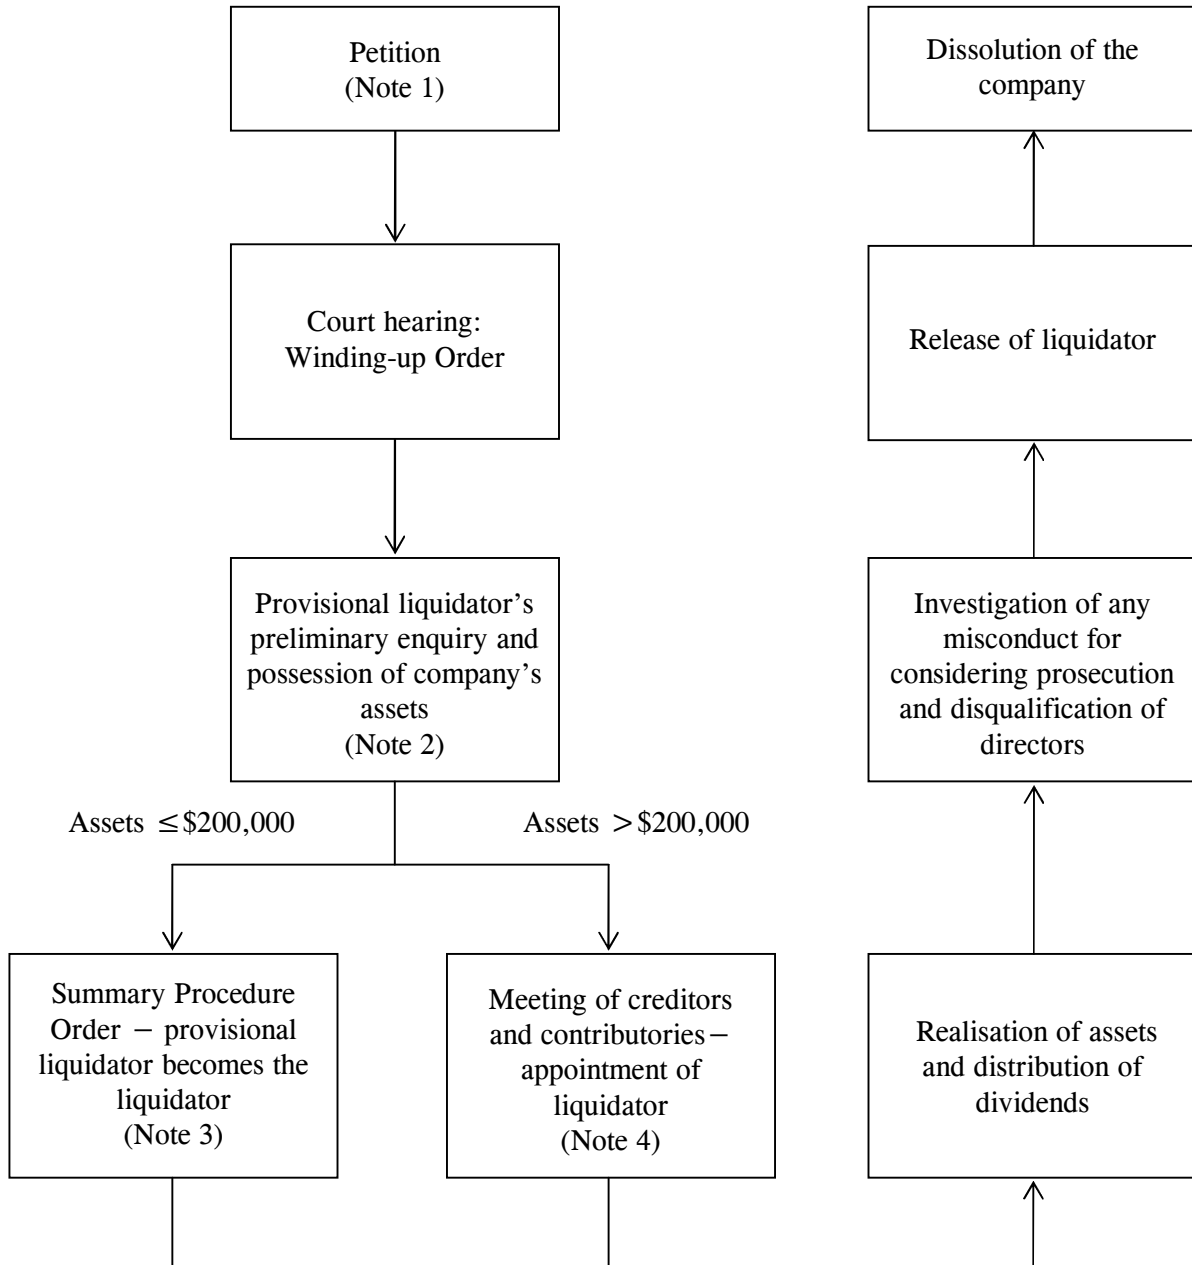 Petition
(Note 1)
Court hearing:
Winding-up Order
Provisional liquidator's
preliminary enquiry and
possession of company's
assets
(Note 2)
Assets ≤$200,000
Assets >$200,000
Summary Procedure
Order − provisional
liquidator becomes the
liquidator
(Note 3)
Meeting of creditors
and contributories−
appointment of
liquidator
(Note 4)
Realisation of assets
and distribution of
dividends
Investigation of any
misconduct for
considering prosecution
and disqualification of
directors
Release of liquidator
Dissolution of the
company